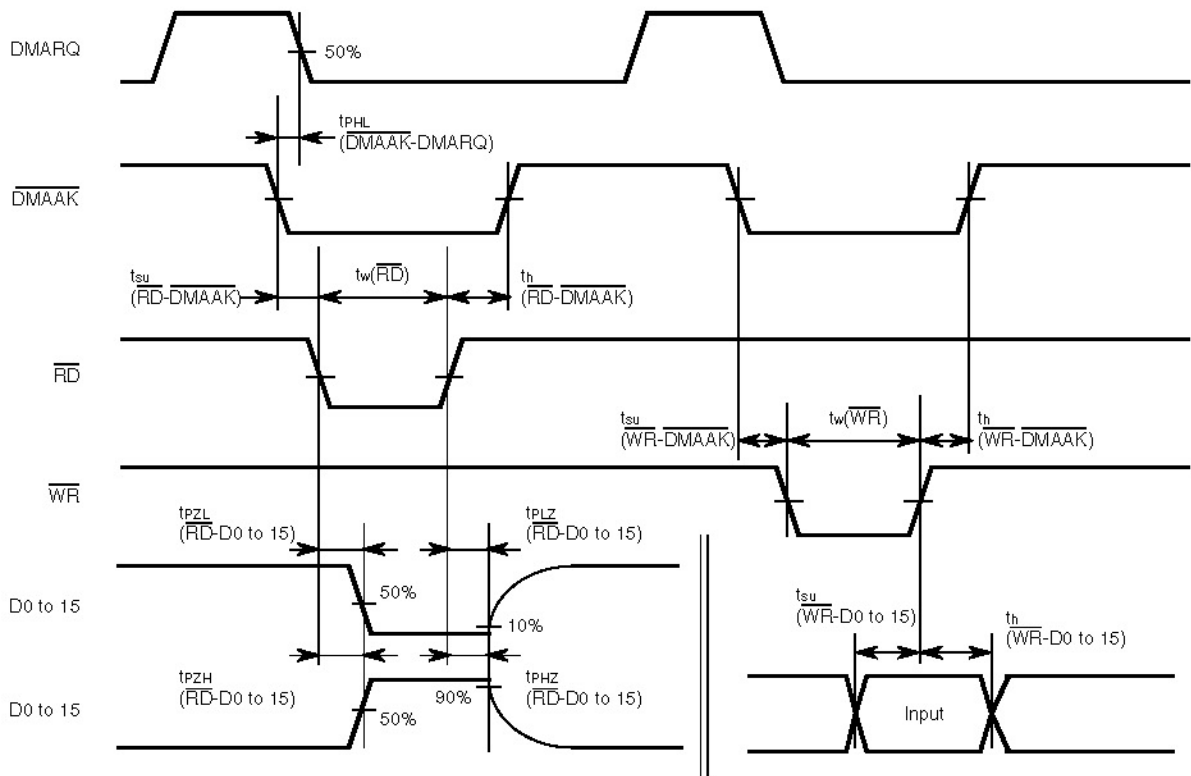 DMARQ
50%
tPHL
(DMAAK-DMARQ)
DMAAK
tsu
(RD-DMAAK)
tw(RD)
th
(RD-DMAAK)
RD
tsu
(WR-DMAAK)
tw(WR)
th
(WR-DMAAK)
WR
tPZL
(RD-D0 to 15)
tPLZ
(RD-D0 to 15)
D0 to 15
50%
10%
tsu
(WR-D0 to 15)
th
(WR-D0 to 15)
tPZH
(RD-D0 to 15)
90%
tPHZ
(RD-D0 to 15)
D0 to 15
50%
Input